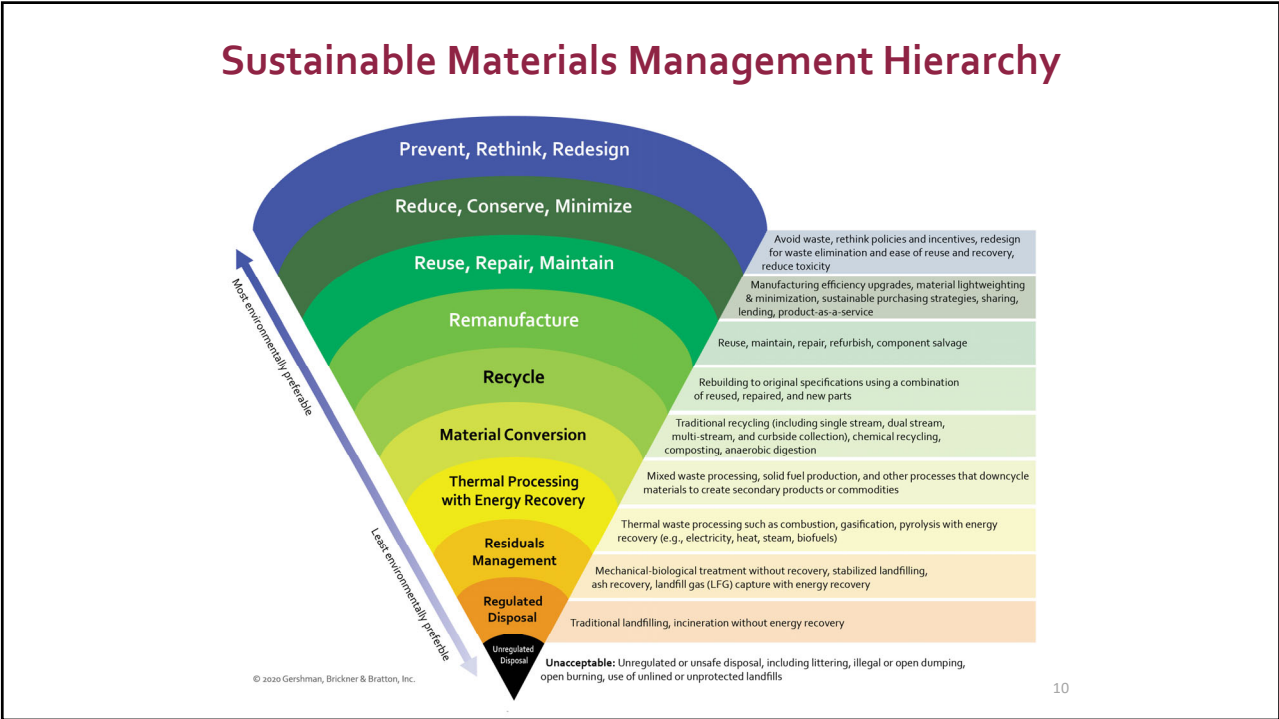 Sustainable Materials Management Hierarchy
Prevent, Rethink, Redesign
Reduce, Conserve, Minimize
Reuse, Repair, Maintain
Remanufacture
Recycle
Material Conversion
Thermal Processing
with Energy Recovery
Residuals
Management
Regulated
Disposal
Unregulated
Disposal
Most environmentally preferable
Least environmentally preferble
Avoid waste, rethink policies and incentives, redesign
for waste elimination and ease of reuse and recovery,
reduce toxicity
Manufacturing efficiency upgrades, material lightweighting
& minimization, sustainable purchasing strategies, sharing,
lending, product-as-a-service
Reuse, maintain, repair, refurbish, component salvage
Rebuilding to original specifications using a combination
of reused, repaired, and new parts
Traditional recycling (including single stream, dual stream,
multi-stream, and curbside collection), chemical recycling,
composting, anaerobic digestion
Mixed waste processing, solid fuel production, and other processes that downcycle
materials to create secondary products or commodities
Thermal waste processing such as combustion, gasification, pyrolysis with energy
recovery (e.g., electricity, heat, steam, biofuels)
Mechanical-biological treatment without recovery, stabilized landfilling,
ash recovery, landfill gas (LFG) capture with energy recovery
Traditional landfilling, incineration without energy recovery
Unacceptable: Unregulated or unsafe disposal, including littering, illegal or open dumping,
open burning, use of unlined or unprotected landfills
© 2020 Gershman, Brickner & Bratton, Inc.
10